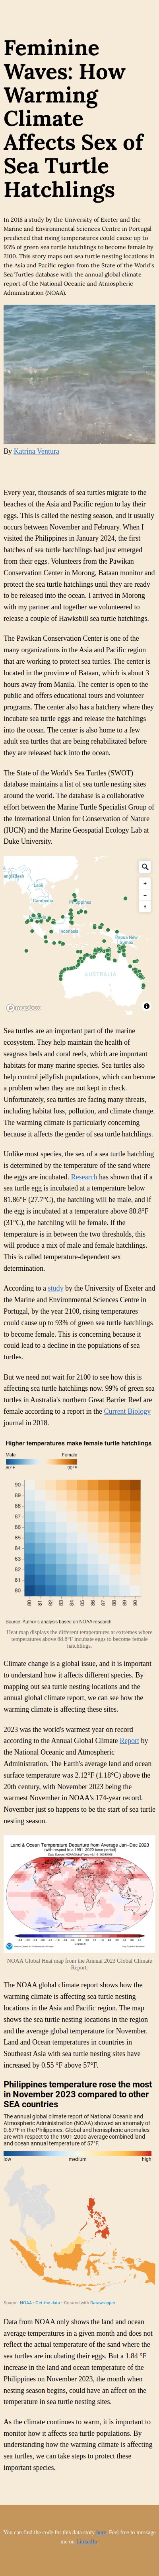 Feminine
Waves: How
Warming
Climate
Affects Sex of
Sea Turtle
Hatchlings
In 2018 a study by the University of Exeter and the
Marine and Environmental Sciences Centre in Portugal
predicted that rising temperatures could cause up to
93% of green sea turtle hatchlings to become female by
2100. This story maps out sea turtle nesting locations in
the Asia and Pacific region from the State of the World's
Sea Turtles database with the annual global climate
report of the National Oceanic and Atmospheric
Administration (NOAA).
By Katrina Ventura
Every year, thousands of sea turtles migrate to the
beaches of the Asia and Pacific region to lay their
eggs. This is called the nesting season, and it usually
occurs between November and February. When I
visited the Philippines in January 2024, the first
batches of sea turtle hatchlings had just emerged
from their eggs. Volunteers from the Pawikan
Conservation Center in Morong, Bataan monitor and
protect the sea turtle hatchlings until they are ready
to be released into the ocean. I arrived in Morong
with my partner and together we volunteered to
release a couple of Hawksbill sea turtle hatchlings.
The Pawikan Conservation Center is one of the
many organizations in the Asia and Pacific region
that are working to protect sea turtles. The center is
located in the province of Bataan, which is about 3
hours away from Manila. The center is open to the
public and offers educational tours and volunteer
programs. The center also has a hatchery where they
incubate sea turtle eggs and release the hatchlings
into the ocean. The center is also home to a few
adult sea turtles that are being rehabilitated before
they are released back into the ocean.
The State of the World's Sea Turtles (SWOT)
database maintains a list of sea turtle nesting sites
around the world. The database is a collaborative
effort between the Marine Turtle Specialist Group of
the International Union for Conservation of Nature
(IUCN) and the Marine Geospatial Ecology Lab at
Duke University.
Laos
Cambodia
Philippines
Indonesia
Papua New
Guinea
AUSTRALIA
mapbox
Sea turtles are an important part of the marine
ecosystem. They help maintain the health of
seagrass beds and coral reefs, which are important
habitats for many marine species. Sea turtles also
help control jellyfish populations, which can become
a problem when they are not kept in check.
Unfortunately, sea turtles are facing many threats,
including habitat loss, pollution, and climate change.
The warming climate is particularly concerning
because it affects the gender of sea turtle hatchlings.
Unlike most species, the sex of a sea turtle hatchling
is determined by the temperature of the sand where
the eggs are incubated. Research has shown that if a
sea turtle egg is incubated at a temperature below
81.86°F (27.7°C), the hatchling will be male, and if
the egg is incubated at a temperature above 88.8°F
(31°C), the hatchling will be female. If the
temperature is in between the two thresholds, this
will produce a mix of male and female hatchlings.
This is called temperature-dependent sex
determination.
According to a study by the University of Exeter and
the Marine and Environmental Sciences Centre in
Portugal, by the year 2100, rising temperatures
could cause up to 93% of green sea turtle hatchlings
to become female. This is concerning because it
could lead to a decline in the populations of sea
turtles.
But we need not wait for 2100 to see how this is
affecting sea turtle hatchlings now. 99% of green sea
turtles in Australia's northern Great Barrier Reef are
female according to a report in the Current Biology
journal in 2018.
Higher temperatures make female turtle hatchlings
Male Female
80°F 90°F
90
89
88
87
86
85
84
83
82
81
80
80 81 82 83 84 85 86 87 88 89 90
Source: Author's analysis based on NOAA research
Heat map displays the different temperatures at extremes where
temperatures above 88.8°F incubate eggs to become female
hatchlings.
Climate change is a global issue, and it is important
to understand how it affects different species. By
mapping out sea turtle nesting locations and the
annual global climate report, we can see how the
warming climate is affecting these sites.
2023 was the world's warmest year on record
according to the Annual Global Climate Report by
the National Oceanic and Atmospheric
Administration. The Earth's average land and ocean
surface temperature was 2.12°F (1.18°C) above the
20th century, with November 2023 being the
warmest November in NOAA's 174-year record.
November just so happens to be the start of sea turtle
nesting season.
Land & Ocean Temperature Departure from Average Jan–Dec 2023
(with respect to a 1991–2020 base period)
NOAA Global Heat map from the Annual 2023 Global Climate
Report.
The NOAA global climate report shows how the
warming climate is affecting sea turtle nesting
locations in the Asia and Pacific region. The map
shows the sea turtle nesting locations in the region
and the average global temperature for November.
Land and Ocean temperatures in countries in
Southeast Asia with sea turtle nesting sites have
increased by 0.55 °F above 57°F.
Philippines temperature rose the most
in November 2023 compared to other
SEA countries
The annual global climate report of National Oceanic and
Atmospheric Administration (NOAA) showed an anomaly of
0.67°F in the Philippines. Global and hemispheric anomalies
are with respect to the 1991-2000 average combined land
and ocean annual temperature of 57°F.
low medium high
Source: NOAA · Get the data · Created with Datawrapper
Data from NOAA only shows the land and ocean
average temperatures in a given month and does not
reflect the actual temperature of the sand where the
sea turtles are incubating their eggs. But a 1.84 °F
increase in the land and ocean temperature of the
Philippines on November 2023, the month when
nesting season begins, could have an affect on the
temperature in sea turtle nesting sites.
As the climate continues to warm, it is important to
monitor how it affects sea turtle populations. By
understanding how the warming climate is affecting
sea turtles, we can take steps to protect these
important species.
You can find the code for this data story here. Feel free to message
me on LinkedIn.